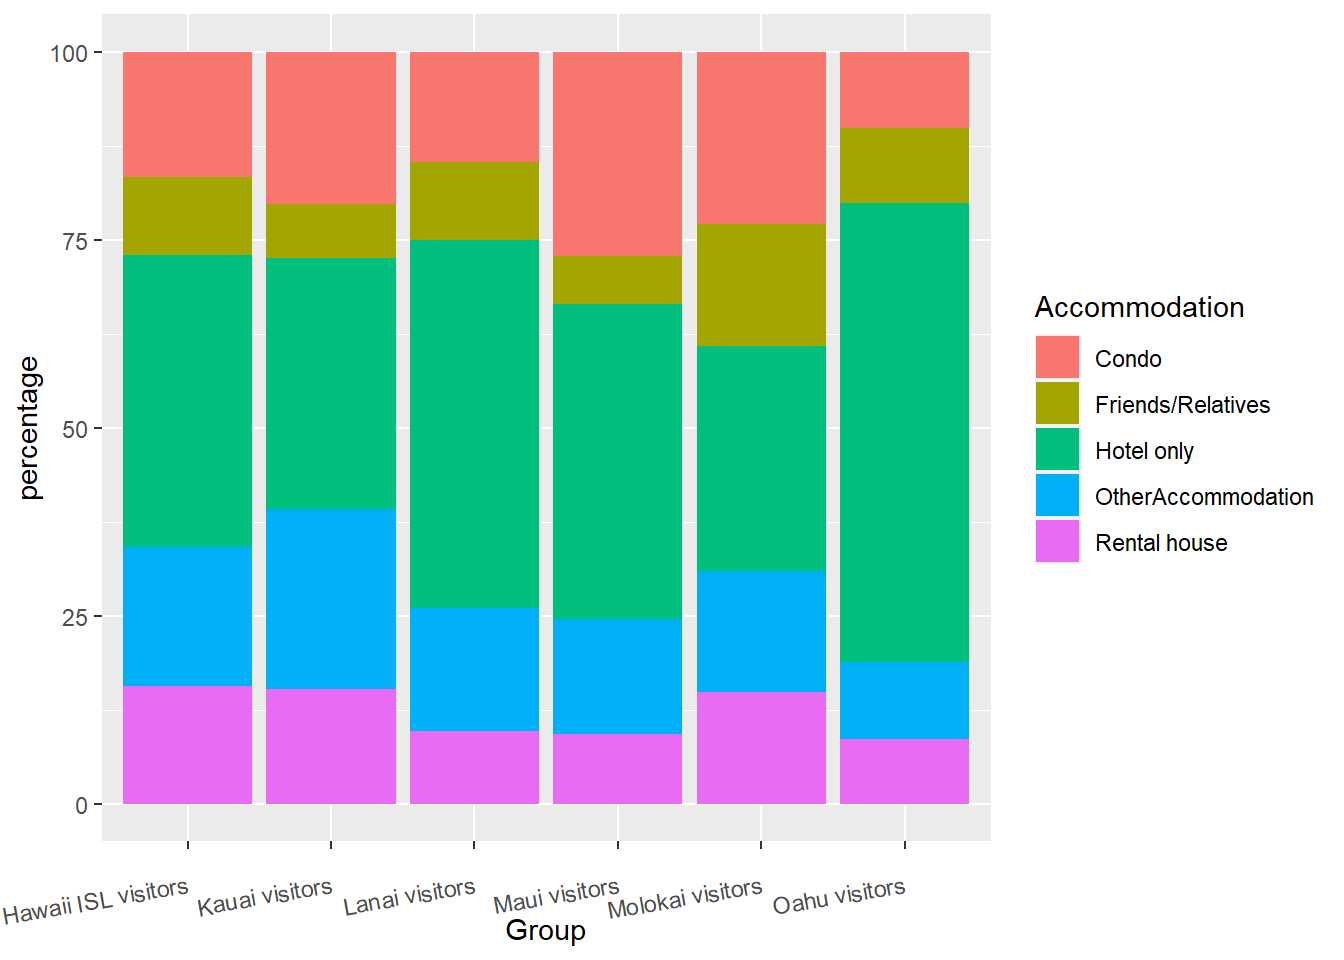 100
75
50
25
0
percentage
Hawaii ISL visitors
Kauai visitors
Lanai visitors
Maui visitors
Molokai visitors
Oahu visitors
Group
Accommodation
Condo
Friends/Relatives
Hotel only
OtherAccommodation
Rental house